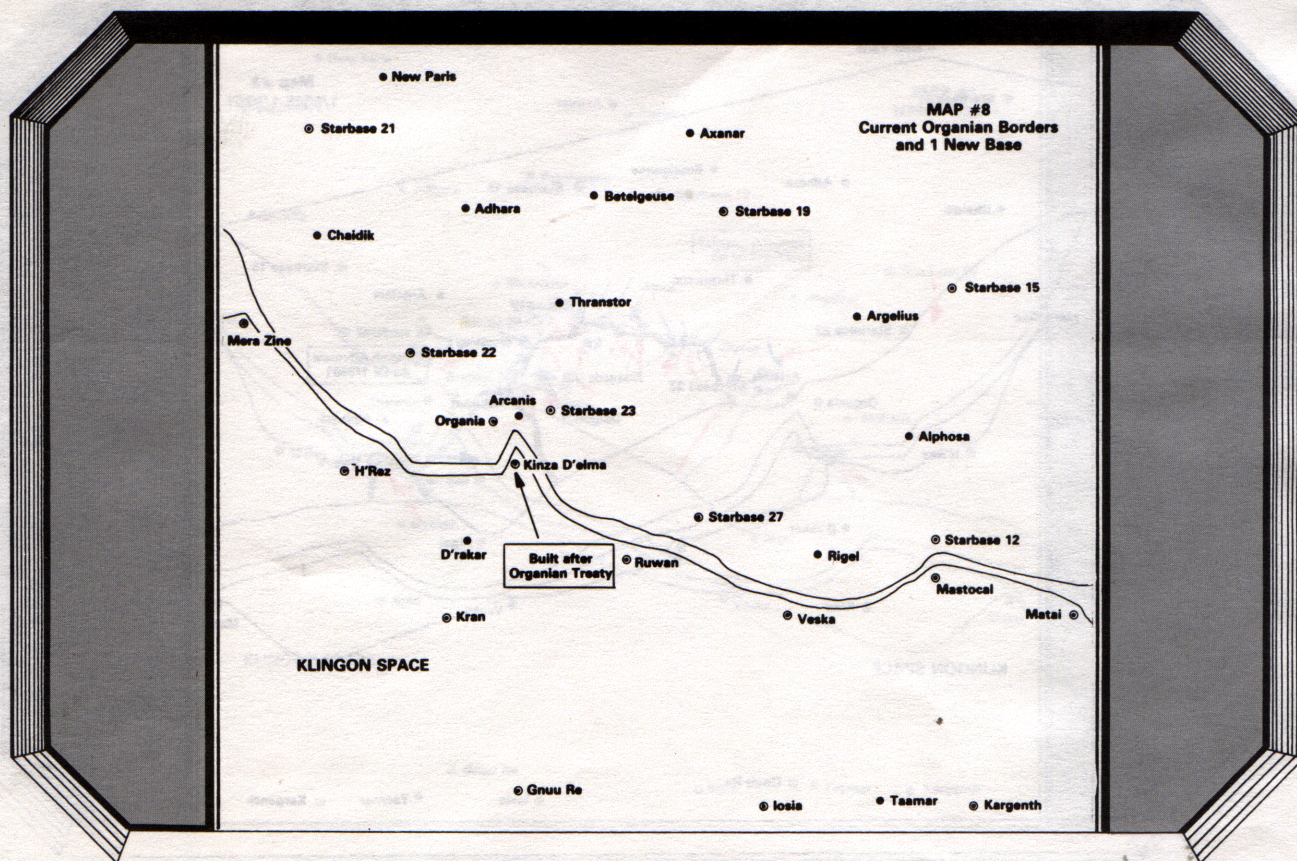 New Paris
MAP #8
Current Organian Borders
and 1 New Base
Starbase 21
Axanar
Betelgeuse
Adhara
Starbase 19
Chaidik
Starbase 15
Thranstor
Argelius
Mera Zine
Starbase 22
Arcanis
Starbase 23
Organia
Alphosa
Kinza D'elma
H'Rez
Starbase 27
Starbase 12
D'rakar
Built after
Organian Treaty
Ruwan
Rigel
Mastocal
Kran
Veska
Matai
KLINGON SPACE
Gnuu Re
Iosia
Taamar
Kargenth